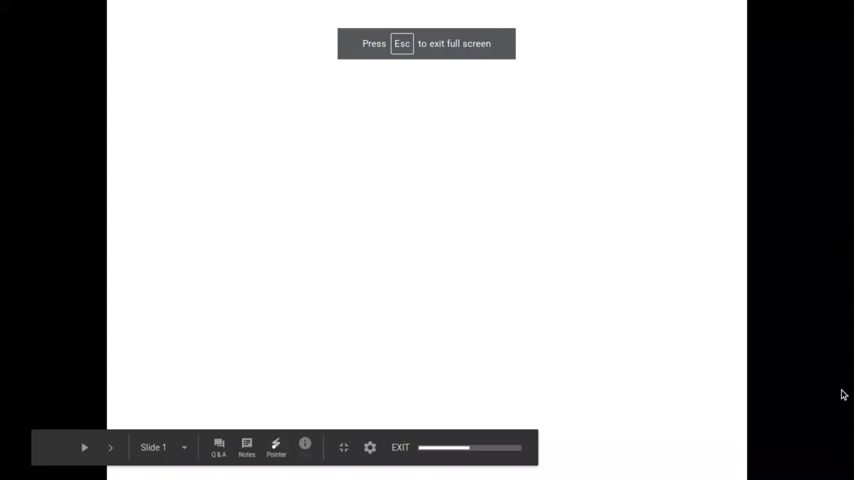 Press Esc to exit full screen
Slide 1
Q & A
Notes
Pointer
EXIT